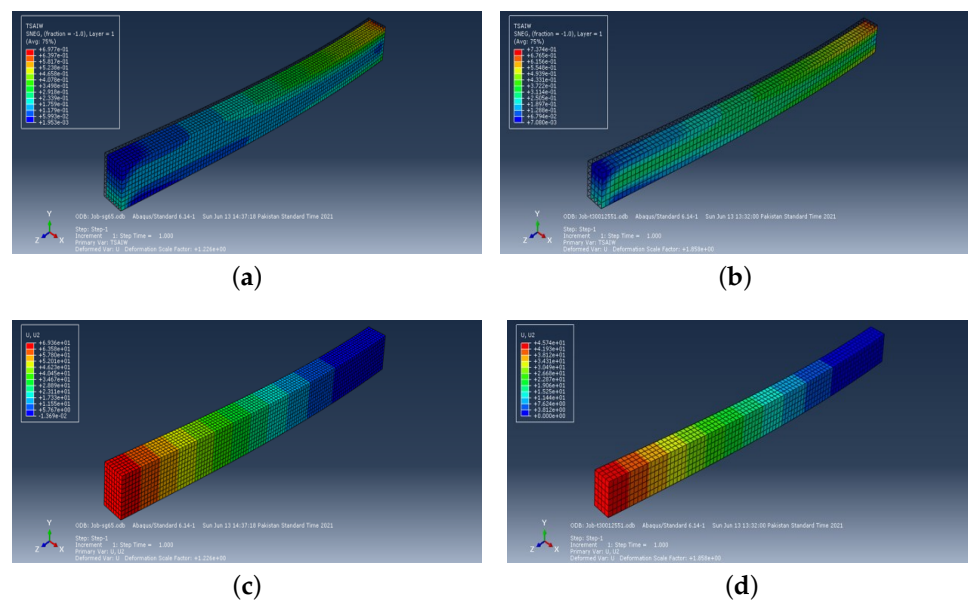 TSAIW
SNEG, (fraction = -1.0), Layer = 1
(Avg: 75%)
+6.977e-01
+6.397e-01
+5.817e-01
+5.238e-01
+4.658e-01
+4.078e-01
+3.498e-01
+2.918e-01
+2.339e-01
+1.759e-01
+1.179e-01
+5.993e-02
+1.953e-03
Y
Z X
ODB: Job-sg65.odb Abaqus/Standard 6.14-1 Sun Jun 13 14:37:18 Pakistan Standard Time 2021
Step: Step-1
Increment 1: Step Time = 1.000
Primary Var: TSAIW
Deformed Var: U Deformation Scale Factor: +1.226e+00
(a)
TSAIW
SNEG, (fraction = -1.0), Layer = 1
(Avg: 75%)
+7.374e-01
+6.765e-01
+6.156e-01
+5.548e-01
+4.939e-01
+4.331e-01
+3.722e-01
+3.114e-01
+2.505e-01
+1.897e-01
+1.288e-01
+6.794e-02
+7.080e-03
Y
Z X
ODB: Job-t30012551.odb Abaqus/Standard 6.14-1 Sun Jun 13 13:32:00 Pakistan Standard Time 2021
Step: Step-1
Increment 1: Step Time = 1.000
Primary Var: TSAIW
Deformed Var: U Deformation Scale Factor: +1.858e+00
(b)
U, U2
+6.936e+01
+6.358e+01
+5.780e+01
+5.201e+01
+4.623e+01
+4.045e+01
+3.467e+01
+2.889e+01
+2.311e+01
+1.733e+01
+1.155e+01
+5.767e+00
-1.369e-02
Y
Z X
ODB: Job-sg65.odb Abaqus/Standard 6.14-1 Sun Jun 13 14:37:18 Pakistan Standard Time 2021
Step: Step-1
Increment 1: Step Time = 1.000
Primary Var: U, U2
Deformed Var: U Deformation Scale Factor: +1.226e+00
(c)
U, U2
+4.574e+01
+4.193e+01
+3.812e+01
+3.431e+01
+3.049e+01
+2.668e+01
+2.287e+01
+1.906e+01
+1.525e+01
+1.144e+01
+7.624e+00
+3.812e+00
+0.000e+00
Y
Z X
ODB: Job-t30012551.odb Abaqus/Standard 6.14-1 Sun Jun 13 13:32:00 Pakistan Standard Time 2021
Step: Step-1
Increment 1: Step Time = 1.000
Primary Var: U, U2
Deformed Var: U Deformation Scale Factor: +1.858e+00
(d)